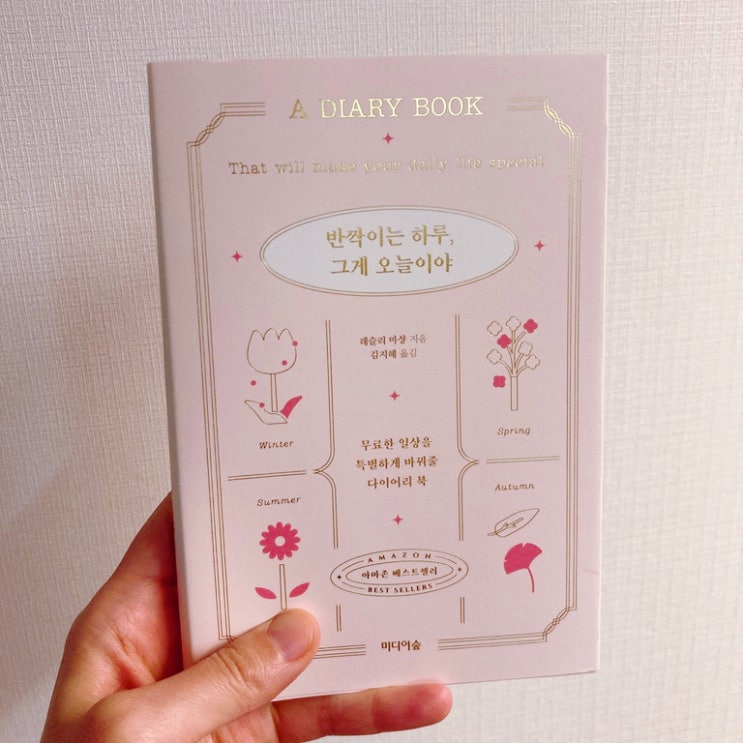 A DIARY BOOK
That will make your daily life special
반짝이는 하루,
그게 오늘이야
레슬리 마샹 지음
김지혜 옮김
Winter
Spring
무료한 일상을
특별하게 바꿔줄
다이어리 북
Summer
Autumn
AMAZON
아마존 베스트셀러
BEST SELLERS
미디어숲